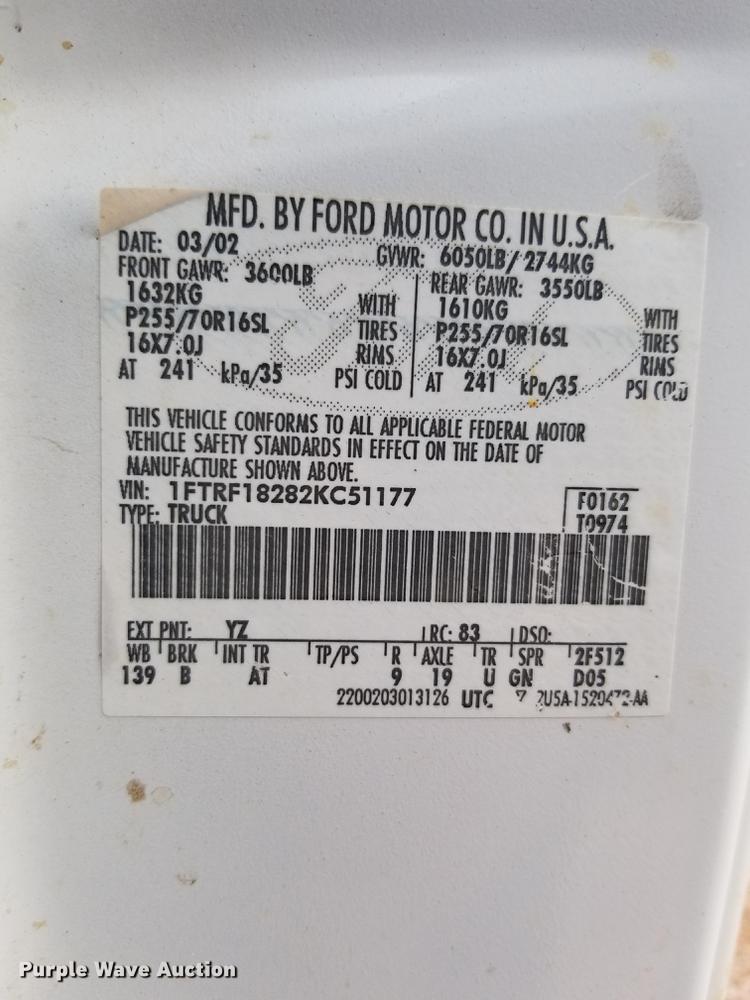 MFD. BY FORD MOTOR CO. IN U.S.A.
DATE: 03/02 GVWR: 6050LB/ 2744KG
FRONT GAWR: 3600LB REAR GAWR: 3550LB
1632KG WITH 1610KG WITH
P255/70R16SL TIRES P255/70R16SL TIRES
16X7.0J RIMS 16X7.0J RIMS
AT 241 kPa/35 PSI COLD AT 241 kPa/35 PSI COLD
THIS VEHICLE CONFORMS TO ALL APPLICABLE FEDERAL MOTOR
VEHICLE SAFETY STANDARDS IN EFFECT ON THE DATE OF
MANUFACTURE SHOWN ABOVE.
VIN: 1FTRF18282KC51177 F0162
TYPE: TRUCK T0974
EXT PNT: YZ RC: 83 DSO:
WB BRK INT TR TP/PS R AXLE TR SPR 2F512
139 B AT 9 19 U GN D05
2200203013126 UTC
Purple Wave Auction